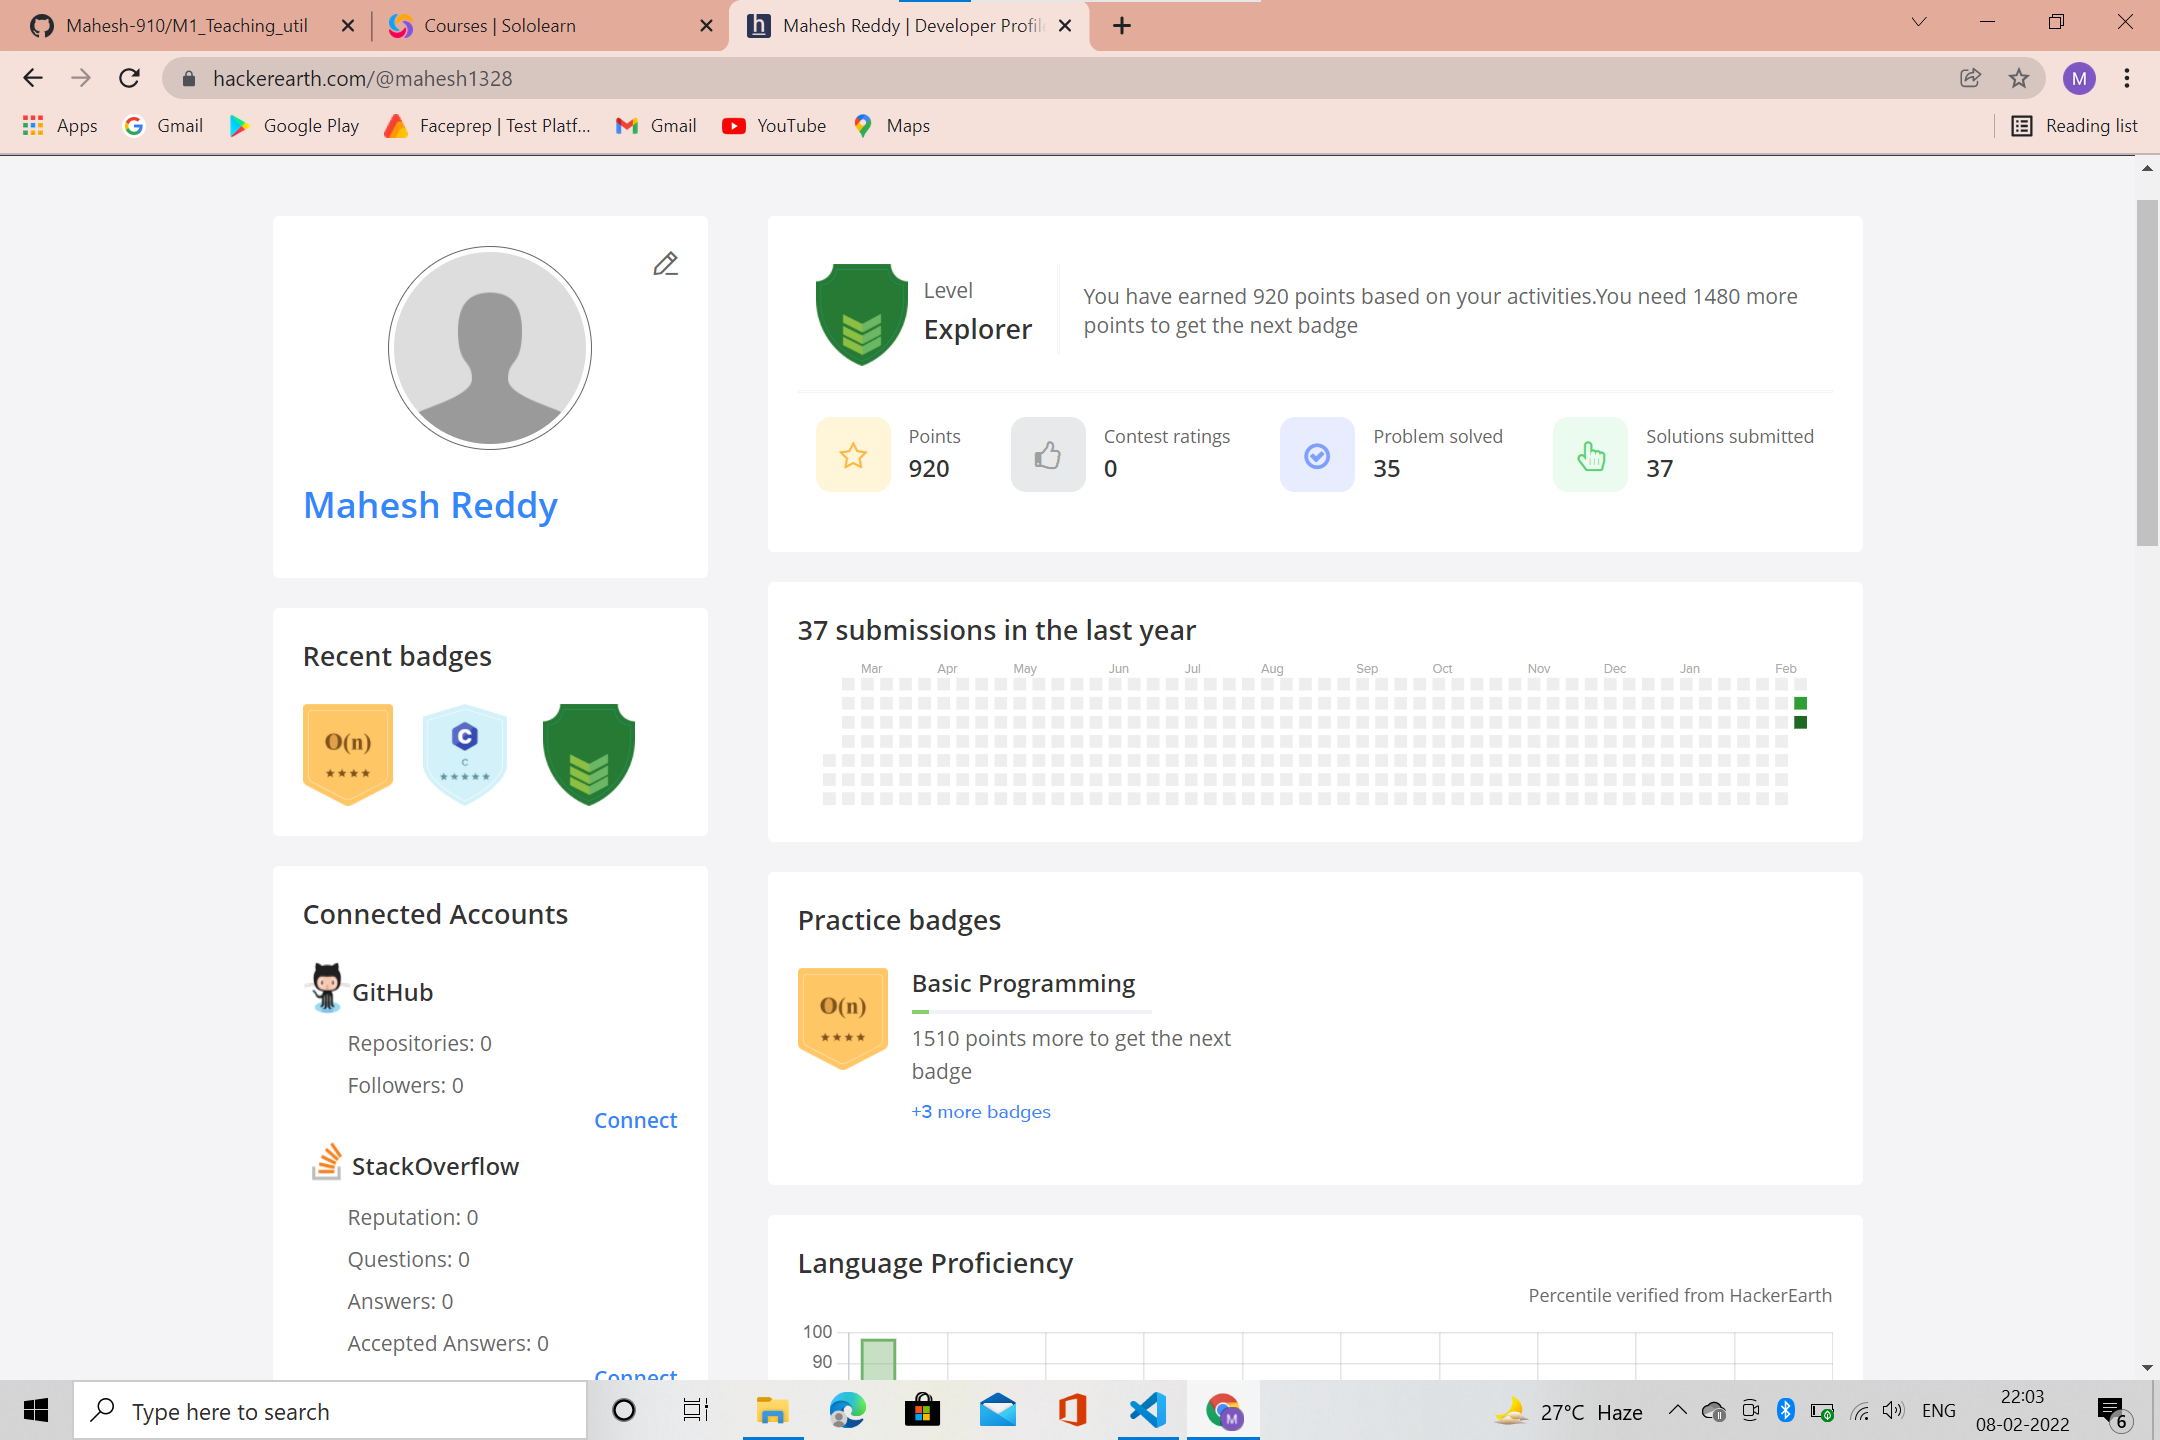 Mahesh-910/M1_Teaching_util
Courses | Sololearn
Mahesh Reddy | Developer Profil
hackerearth.com/@mahesh1328
M
Apps
Gmail
Google Play
Faceprep | Test Platf...
Gmail
YouTube
Maps
Reading list
Mahesh Reddy
Level
Explorer
You have earned 920 points based on your activities.You need 1480 more
points to get the next badge
Points
920
Contest ratings
0
Problem solved
35
Solutions submitted
37
Recent badges
O(n)
C
C
37 submissions in the last year
Mar Apr May Jun Jul Aug Sep Oct Nov Dec Jan Feb
Connected Accounts
GitHub
Repositories: 0
Followers: 0
Connect
StackOverflow
Reputation: 0
Questions: 0
Answers: 0
Accepted Answers: 0
Connect
Practice badges
O(n)
Basic Programming
1510 points more to get the next
badge
+3 more badges
Language Proficiency
Percentile verified from HackerEarth
100
90
Type here to search
M
27°C Haze
ENG
22:03
08-02-2022
6